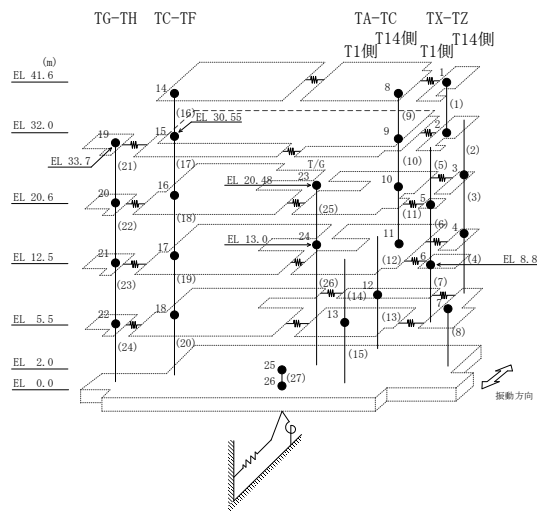 TG-TH TC-TF TA-TC TX-TZ
T14側 T14側
T1側 T1側
(m)
EL 41.6
14 8 1
(16) EL 30.55 (9) (1)
EL 32.0
19 15 9 2
EL 33.7 (21) (17) (10) (2)
T/G
EL 20.6
20 16 EL 20.48 23 10 (5) 3
(22) (18) (25) (11) 5 (3)
EL 12.5
21 17 EL 13.0 24 11 (6) 4
(23) (19) (12) 6 (4) EL 8.8
(26) (14) 12 (7)
EL 5.5
22 18 13 (13) 7
(24) (20) (15) (8)
EL 2.0
25
EL 0.0
26 (27)
振動方向